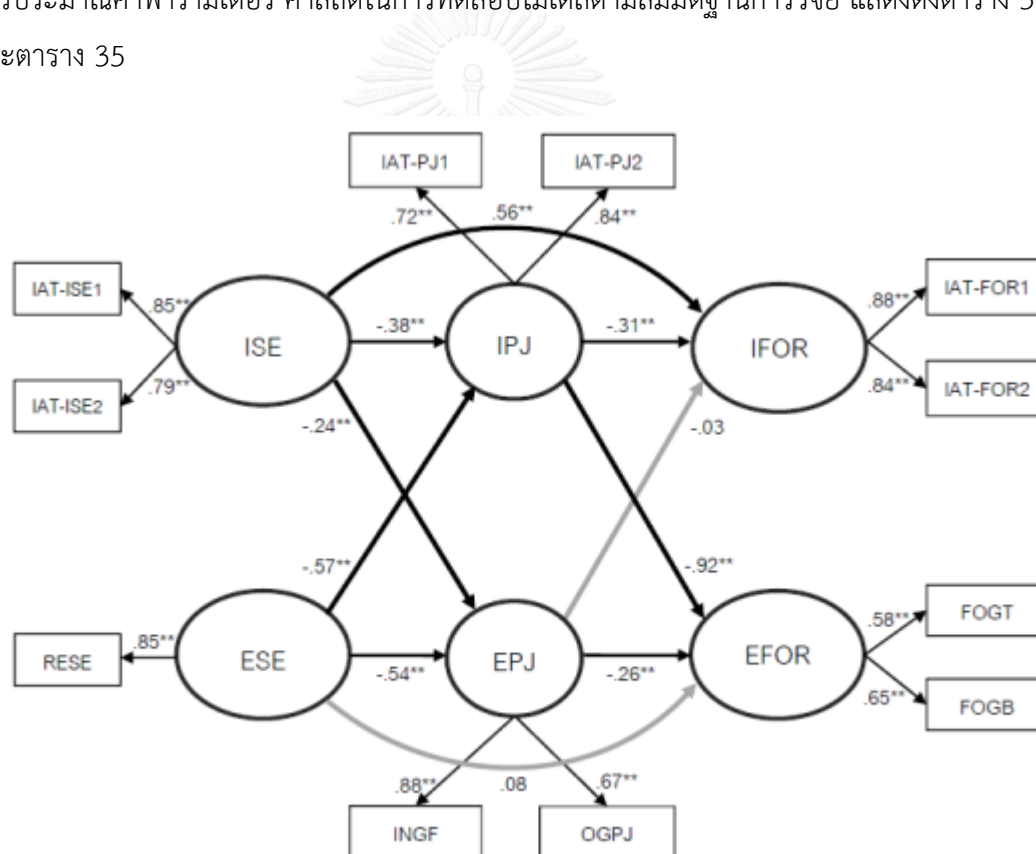 ะตาราง 35
IAT-PJ1 IAT-PJ2
.72** .56** .84**
IAT-ISE1 .85** IAT-FOR1 .88**
ISE -.38** IPJ -.31** IFOR
IAT-ISE2 .79** IAT-FOR2 .84**
-.24** -.03
-.57** -.92**
FOGT .58**
RESE .85** ESE -.54** EPJ -.26** EFOR
FOGB .65**
.88** .08 .67**
INGF OGPJ